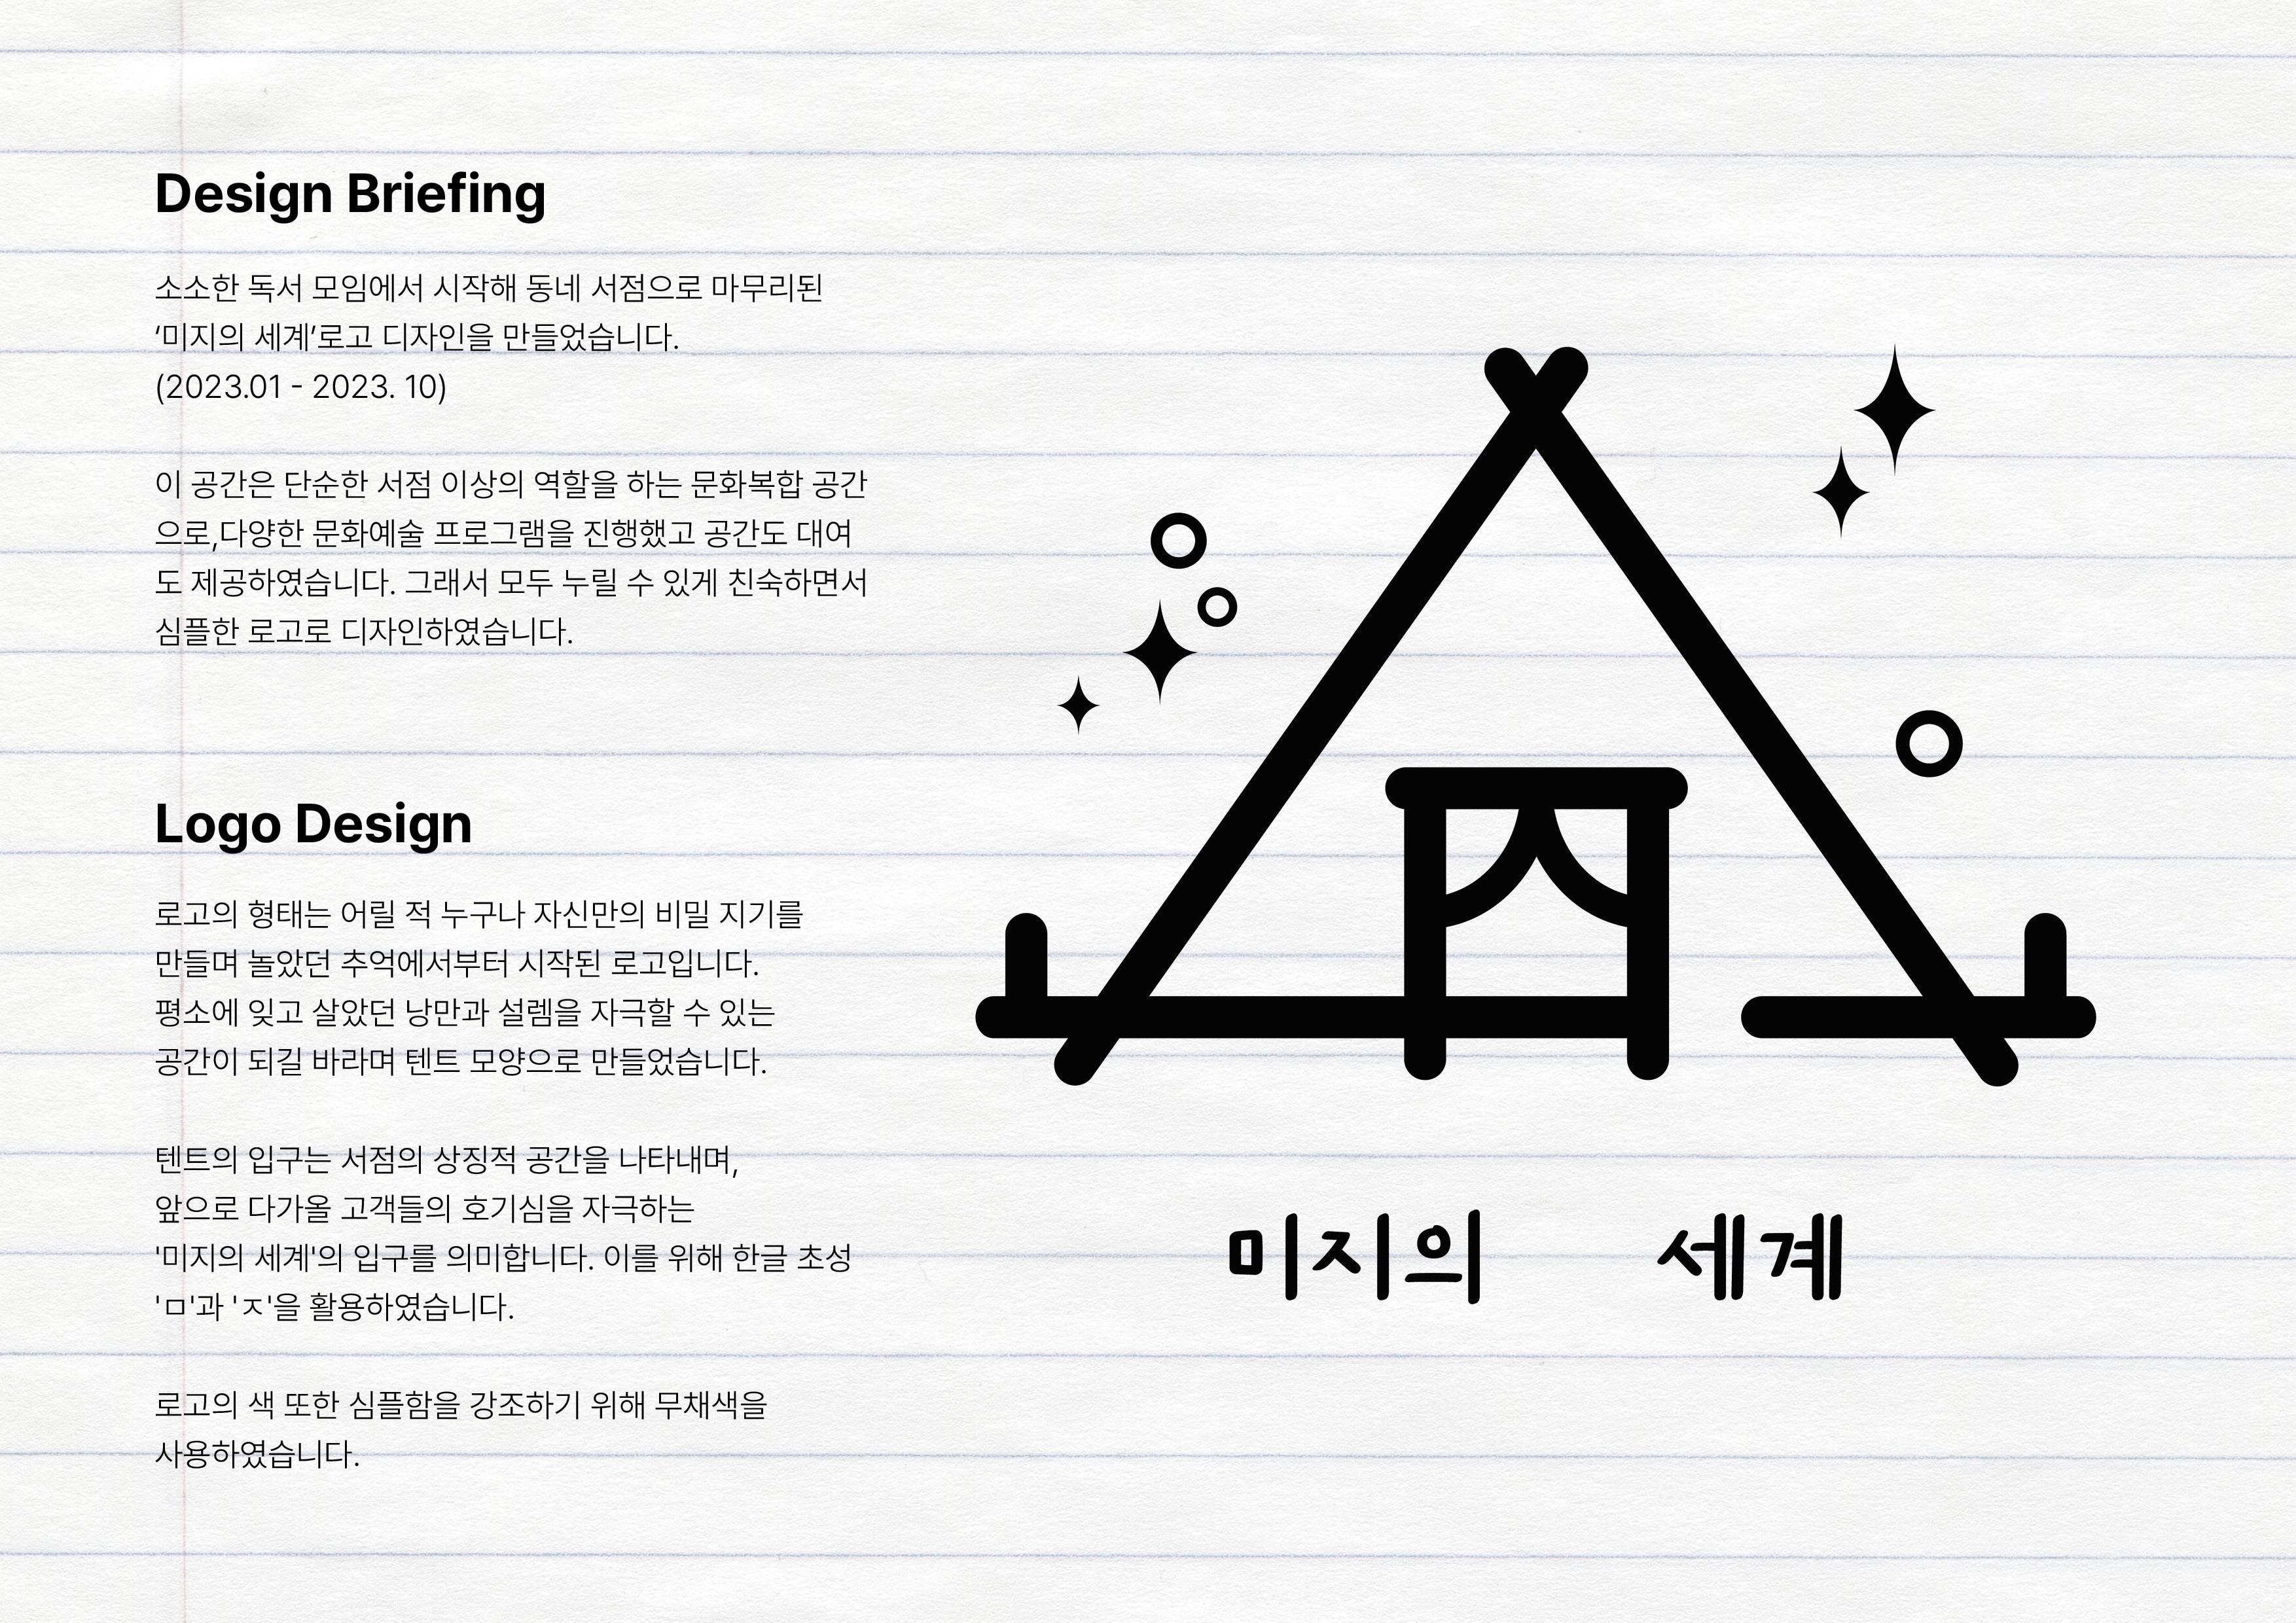 Design Briefing
소소한 독서 모임에서 시작해 동네 서점으로 마무리된
‘미지의 세계’로고 디자인을 만들었습니다.
(2023.01 - 2023. 10)
이 공간은 단순한 서점 이상의 역할을 하는 문화복합 공간
으로,다양한 문화예술 프로그램을 진행했고 공간도 대여
도 제공하였습니다. 그래서 모두 누릴 수 있게 친숙하면서
심플한 로고로 디자인하였습니다.
Logo Design
로고의 형태는 어릴 적 누구나 자신만의 비밀 지기를
만들며 놀았던 추억에서부터 시작된 로고입니다.
평소에 잊고 살았던 낭만과 설렘을 자극할 수 있는
공간이 되길 바라며 텐트 모양으로 만들었습니다.
텐트의 입구는 서점의 상징적 공간을 나타내며,
앞으로 다가올 고객들의 호기심을 자극하는
'미지의 세계'의 입구를 의미합니다. 이를 위해 한글 초성
'ㅁ'과 'ㅈ'을 활용하였습니다.
로고의 색 또한 심플함을 강조하기 위해 무채색을
사용하였습니다.
미지의 세계